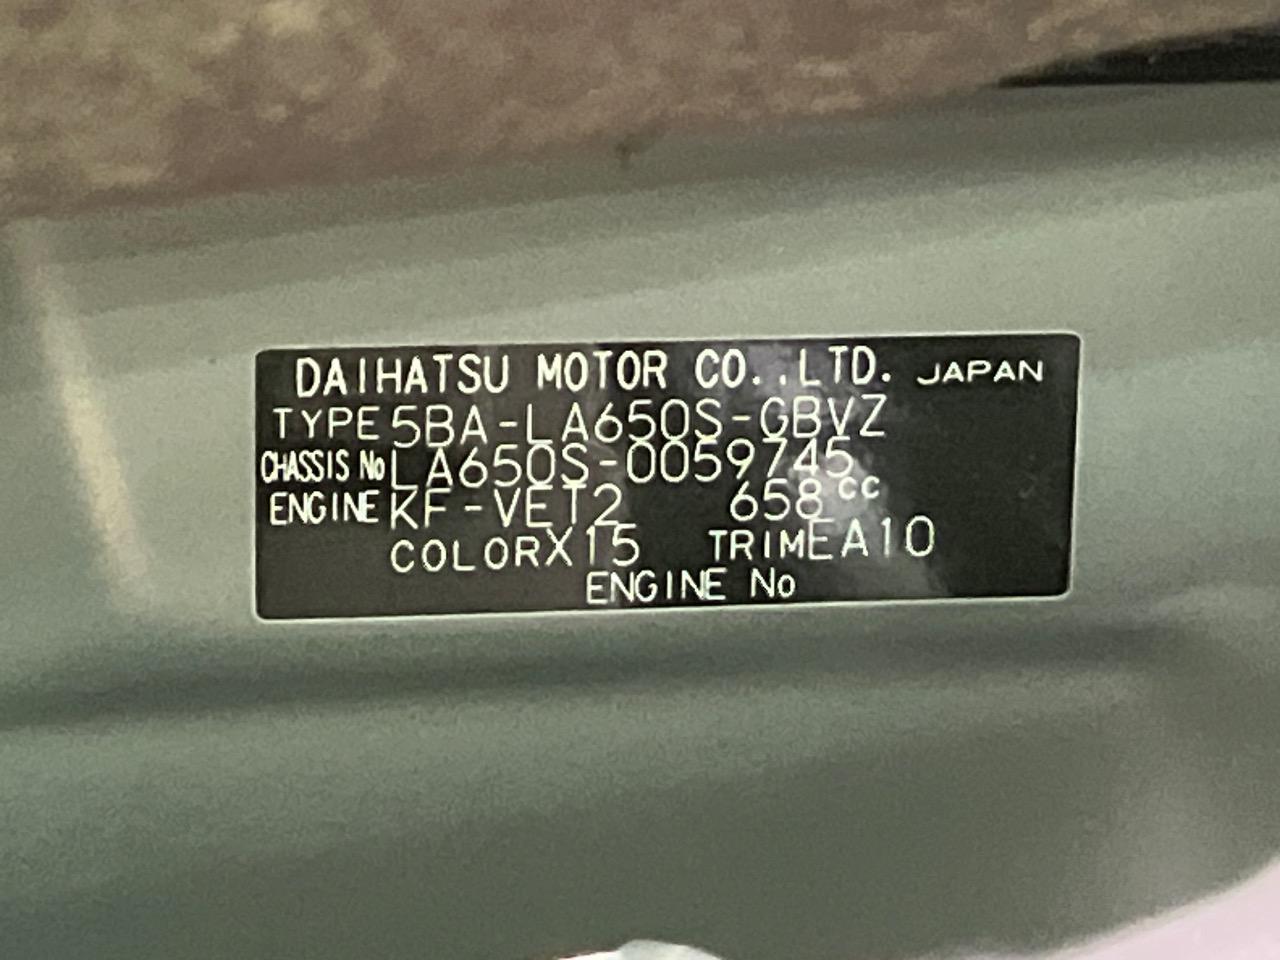 DAIHATSU MOTOR CO.,LTD. JAPAN
TYPE 5BA-LA650S-GBVZ
CHASSIS No LA650S-0059745
ENGINE KF-VET2 658cc
COLOR X15 TRIM EA10
ENGINE No